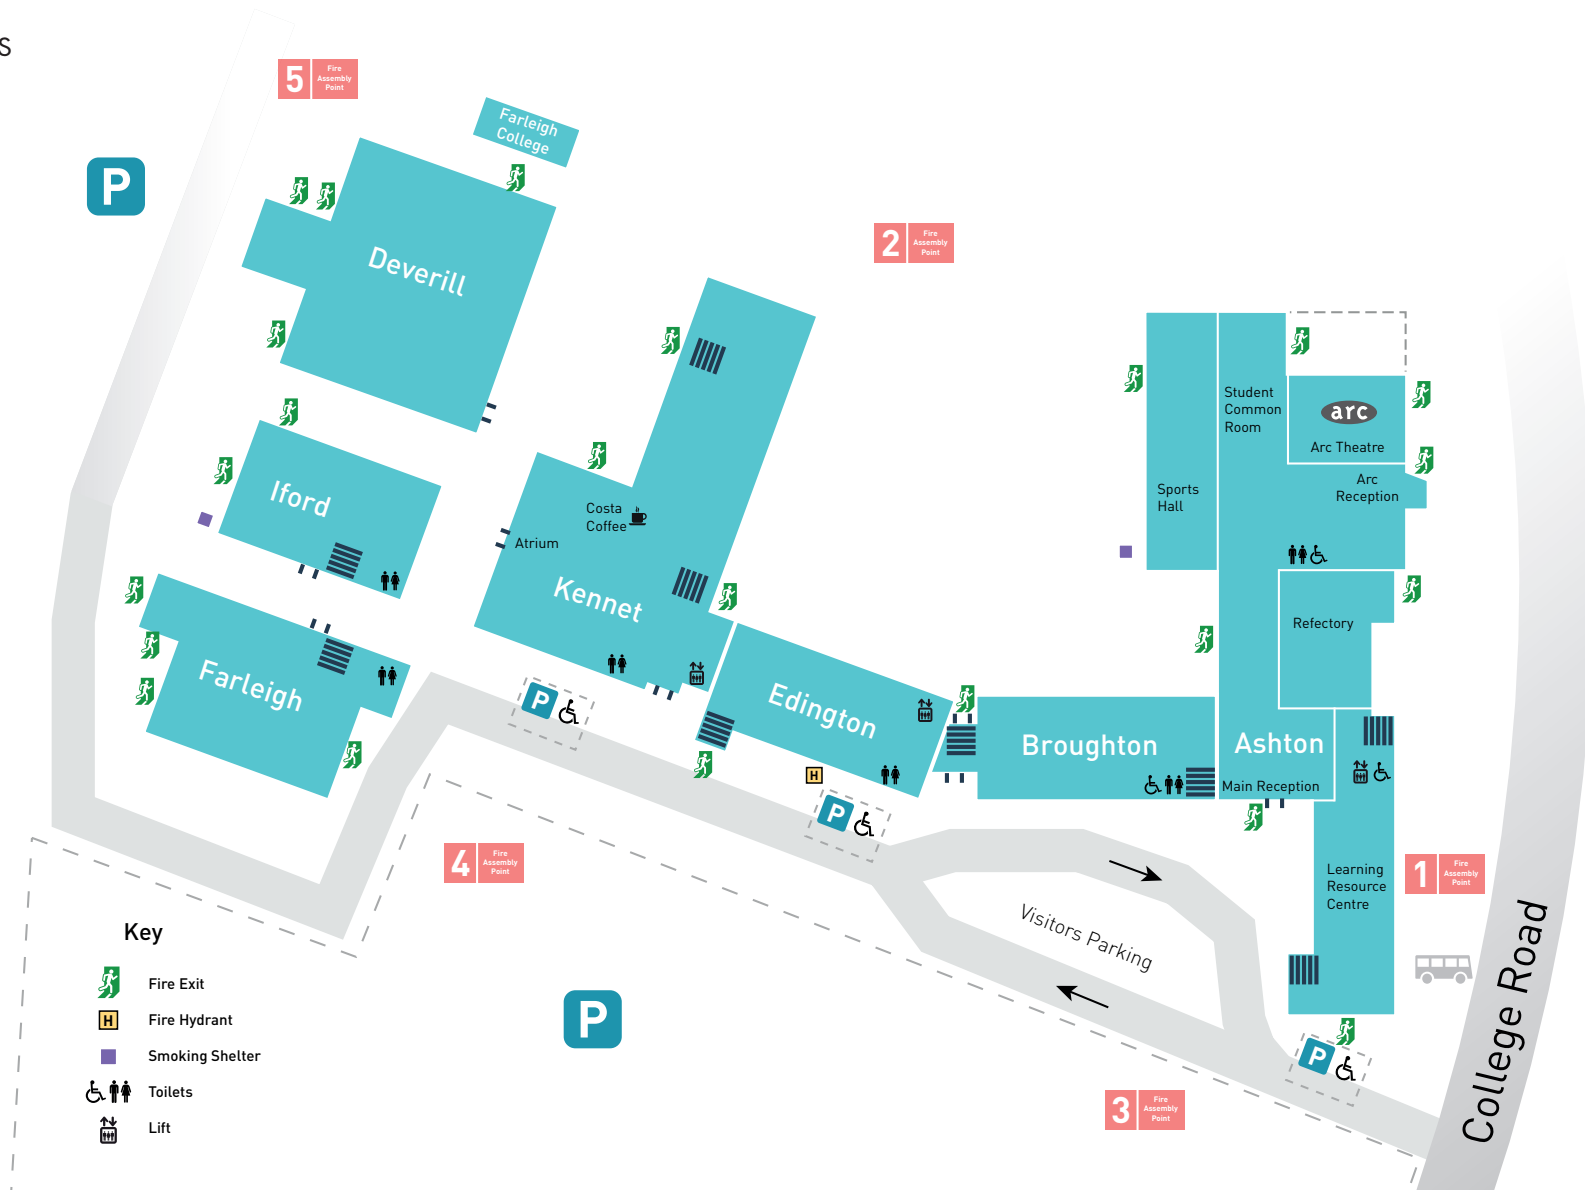 s
5
Fire
Assembly
Point
Farleigh
College
P
Deverill
2
Fire
Assembly
Point
Student
Common
Room
arc
Arc Theatre
Arc
Reception
Sports
Hall
Iford
Costa
Coffee
Atrium
Kennet
Refectory
Farleigh
P
Edington
Broughton
Ashton
Main Reception
H
P
4
Fire
Assembly
Point
Learning
Resource
Centre
1
Fire
Assembly
Point
Visitors Parking
College Road
P
P
3
Fire
Assembly
Point
Key
Fire Exit
H
Fire Hydrant
Smoking Shelter
Toilets
Lift